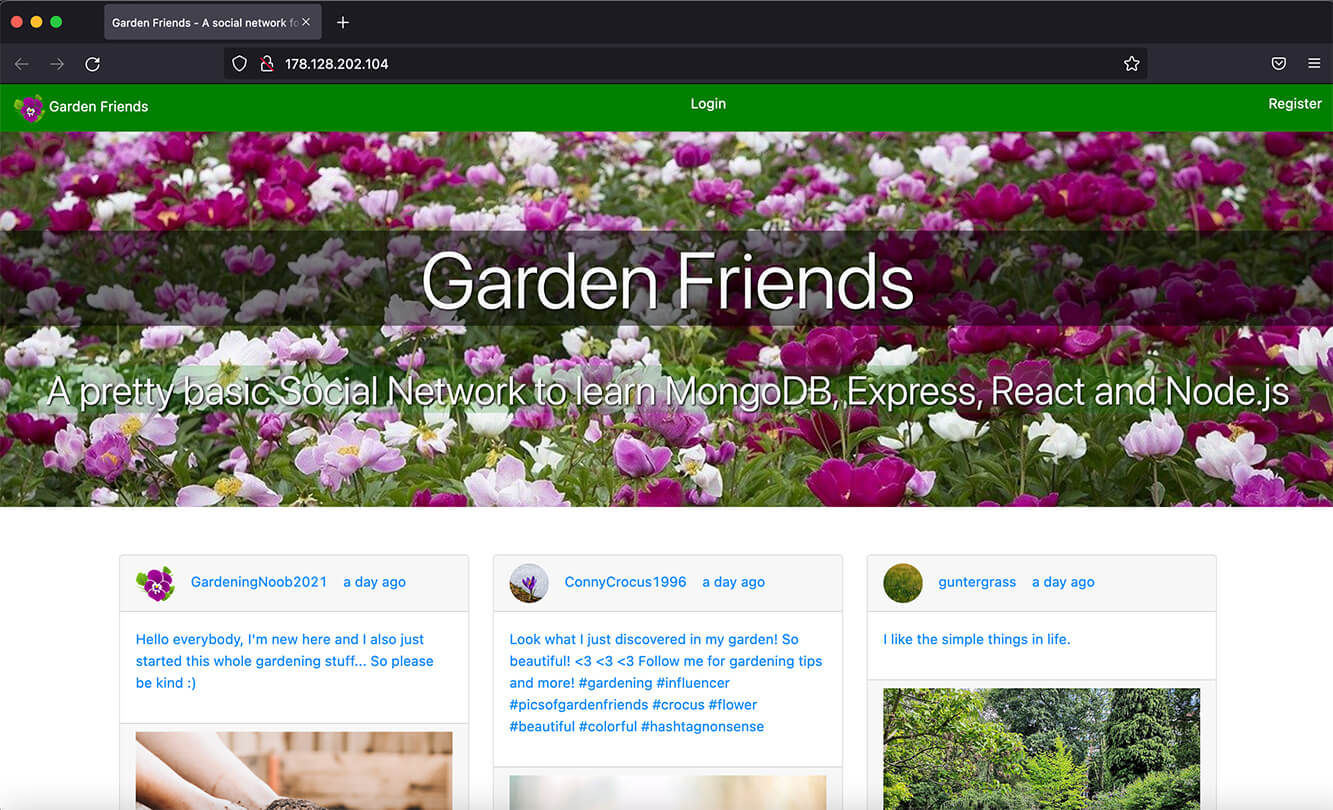 Garden Friends - A social network fo
178.128.202.104
Garden Friends
Login
Register
Garden Friends
A pretty basic Social Network to learn MongoDB, Express, React and Node.js
GardeningNoob2021 a day ago
Hello everybody, I'm new here and I also just
started this whole gardening stuff... So please
be kind :)
ConnyCrocus1996 a day ago
Look what I just discovered in my garden! So
beautiful! <3 <3 <3 Follow me for gardening tips
and more! #gardening #influencer
#picsofgardenfriends #crocus #flower
#beautiful #colorful #hashtagnonsense
guntergrass a day ago
I like the simple things in life.